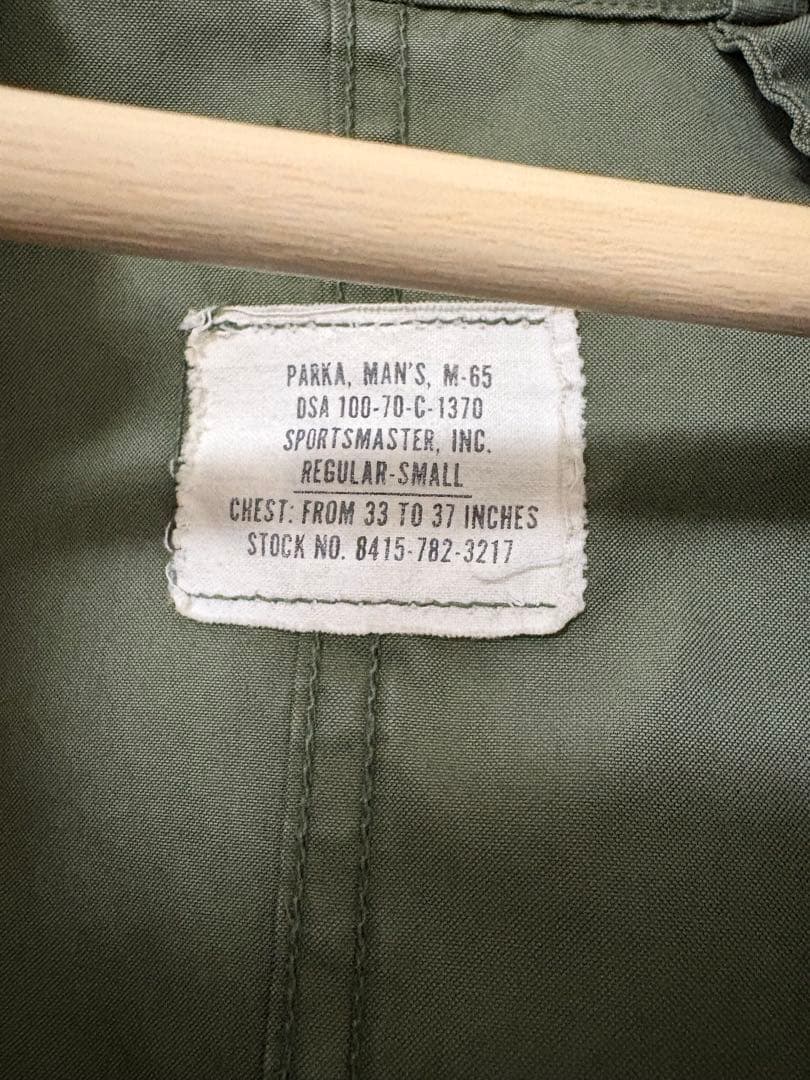 PARKA, MAN'S, M-65
DSA 100-70-C-1370
SPORTSMASTER, INC.
REGULAR-SMALL
CHEST: FROM 33 TO 37 INCHES
STOCK NO. 8415-782-3217